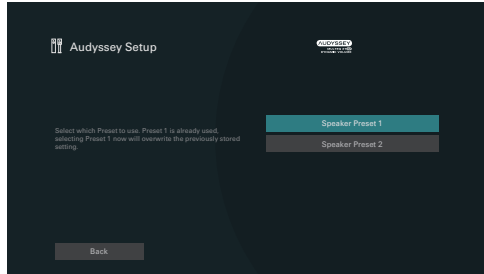 Audyssey Setup
AUDYSSEY
Select which Preset to use. Preset 1 is already used,
selecting Preset 1 now will overwrite the previously stored
setting.
Speaker Preset 1
Speaker Preset 2
Back